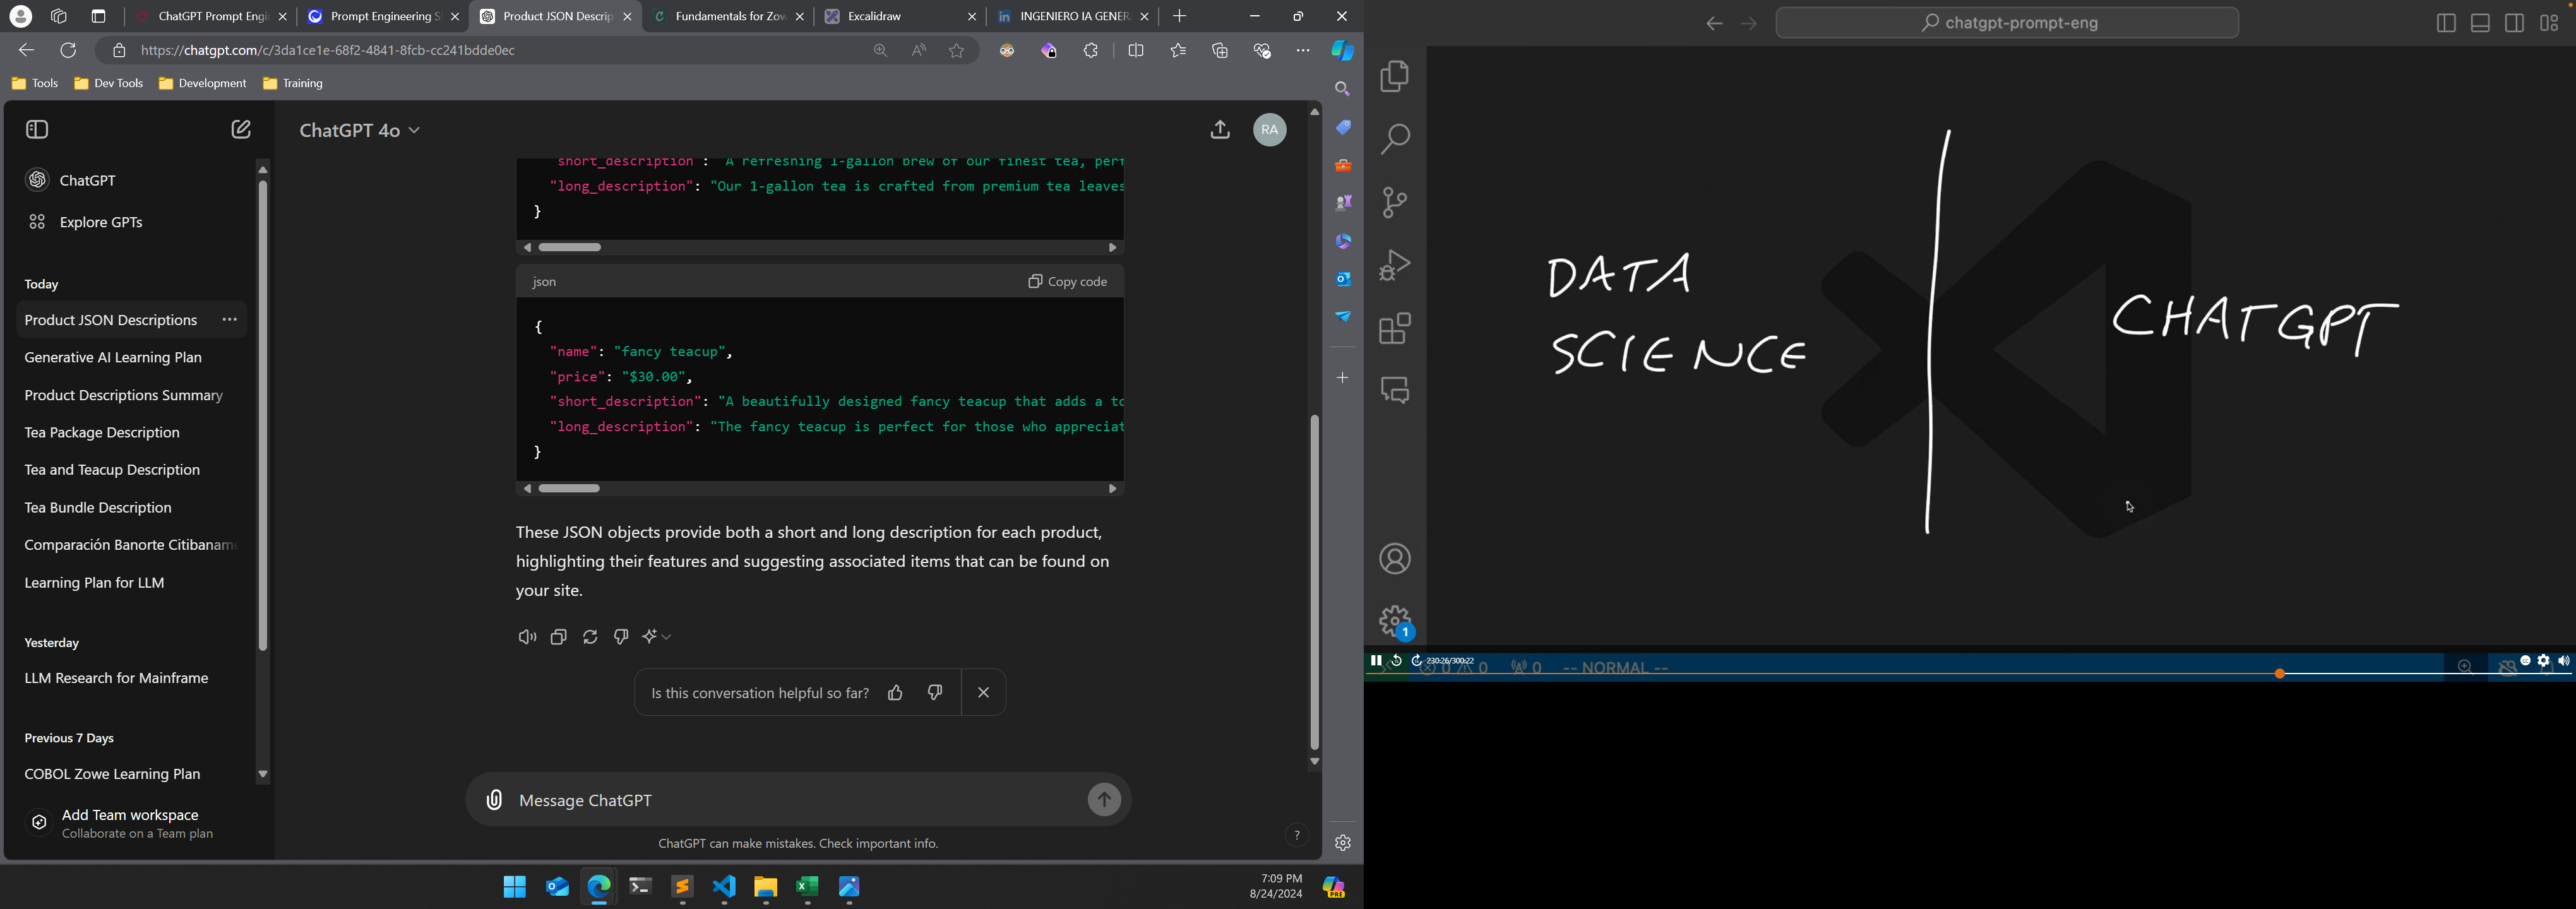 ChatGPT Prompt Engi
Prompt Engineering S
Product JSON Descrip
Fundamentals for Zow
Excalidraw
INGENIERO IA GENER
https://chatgpt.com/c/3da1ce1e-68f2-4841-8fcb-cc241bdde0ec
Tools
Dev Tools
Development
Training
ChatGPT
Explore GPTs
Today
Product JSON Descriptions
Generative AI Learning Plan
Product Descriptions Summary
Tea Package Description
Tea and Teacup Description
Tea Bundle Description
Comparación Banorte Citibaname
Learning Plan for LLM
Yesterday
LLM Research for Mainframe
Previous 7 Days
COBOL Zowe Learning Plan
Add Team workspace
Collaborate on a Team plan
ChatGPT 4o
RA
"short_description": "A refreshing 1-gallon brew of our finest tea, perf
"long_description": "Our 1-gallon tea is crafted from premium tea leaves
}
json
Copy code
{
"name": "fancy teacup",
"price": "$30.00",
"short_description": "A beautifully designed fancy teacup that adds a to
"long_description": "The fancy teacup is perfect for those who appreciat
}
These JSON objects provide both a short and long description for each product,
highlighting their features and suggesting associated items that can be found on
your site.
Is this conversation helpful so far?
Message ChatGPT
ChatGPT can make mistakes. Check important info.
?
7:09 PM
8/24/2024
PRE
chatgpt-prompt-eng
DATA
SCIENCE
CHATGPT
1
230:26/300:22
0 0 0 -- NORMAL --